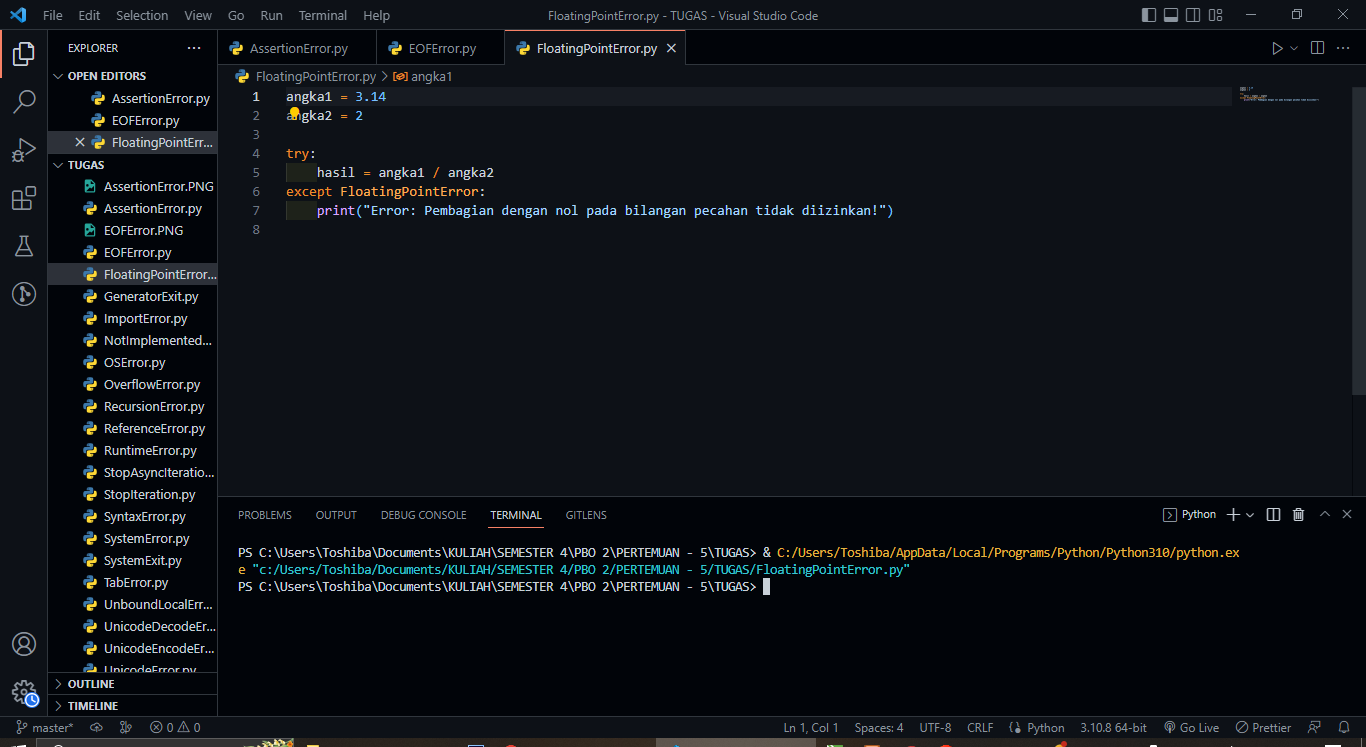 File Edit Selection View Go Run Terminal Help FloatingPointError.py - TUGAS - Visual Studio Code
EXPLORER
OPEN EDITORS
AssertionError.py
EOFError.py
FloatingPointErr...
TUGAS
AssertionError.PNG
AssertionError.py
EOFError.PNG
EOFError.py
FloatingPointError...
GeneratorExit.py
ImportError.py
NotImplemented...
OSError.py
OverflowError.py
RecursionError.py
ReferenceError.py
RuntimeError.py
StopAsyncIteratio...
StopIteration.py
SyntaxError.py
SystemError.py
SystemExit.py
TabError.py
UnboundLocalErr...
UnicodeDecodeEr...
UnicodeEncodeEr...
UnicodeError.py
OUTLINE
TIMELINE
AssertionError.py EOFError.py FloatingPointError.py
FloatingPointError.py > angka1
1 angka1 = 3.14
2 angka2 = 2
3
4 try:
5 hasil = angka1 / angka2
6 except FloatingPointError:
7 print("Error: Pembagian dengan nol pada bilangan pecahan tidak diizinkan!")
8
PROBLEMS OUTPUT DEBUG CONSOLE TERMINAL GITLENS Python
PS C:\Users\Toshiba\Documents\KULIAH\SEMESTER 4\PBO 2\PERTEMUAN - 5\TUGAS> & C:/Users/Toshiba/AppData/Local/Programs/Python/Python310/python.ex
e "c:/Users/Toshiba/Documents/KULIAH/SEMESTER 4/PBO 2/PERTEMUAN - 5/TUGAS/FloatingPointError.py"
PS C:\Users\Toshiba\Documents\KULIAH\SEMESTER 4\PBO 2\PERTEMUAN - 5\TUGAS>
master* 0 0 Ln 1, Col 1 Spaces: 4 UTF-8 CRLF Python 3.10.8 64-bit Go Live Prettier